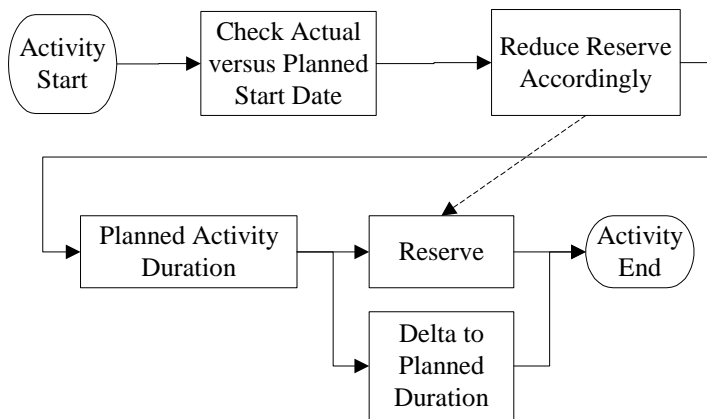 Activity
Start
Check Actual
versus Planned
Start Date
Reduce Reserve
Accordingly
Planned Activity
Duration
Reserve
Activity
End
Delta to
Planned
Duration